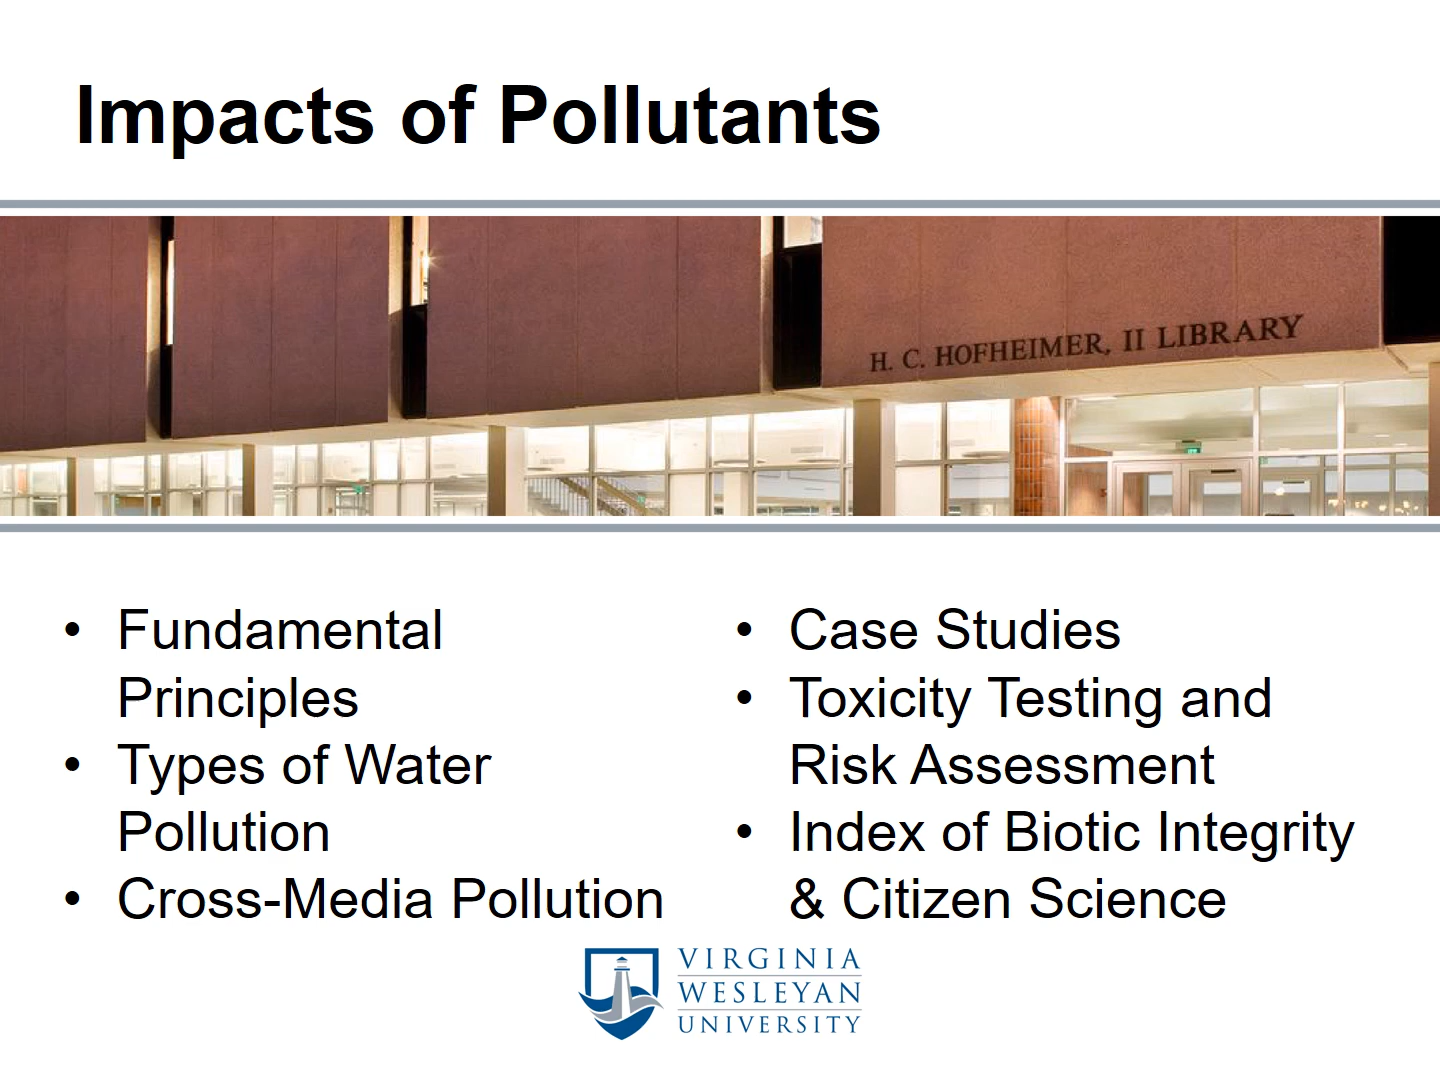 Impacts of Pollutants
H. C. HOFHEIMER, II LIBRARY
• Fundamental
Principles
• Types of Water
Pollution
• Cross-Media Pollution
• Case Studies
• Toxicity Testing and
Risk Assessment
• Index of Biotic Integrity
& Citizen Science
VIRGINIA
WESLEYAN
UNIVERSITY